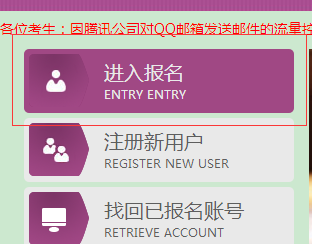 各位考生：因腾讯公司对QQ邮箱发送邮件的流量控
进入报名
ENTRY ENTRY
注册新用户
REGISTER NEW USER
找回已报名账号
RETRIEVE ACCOUNT